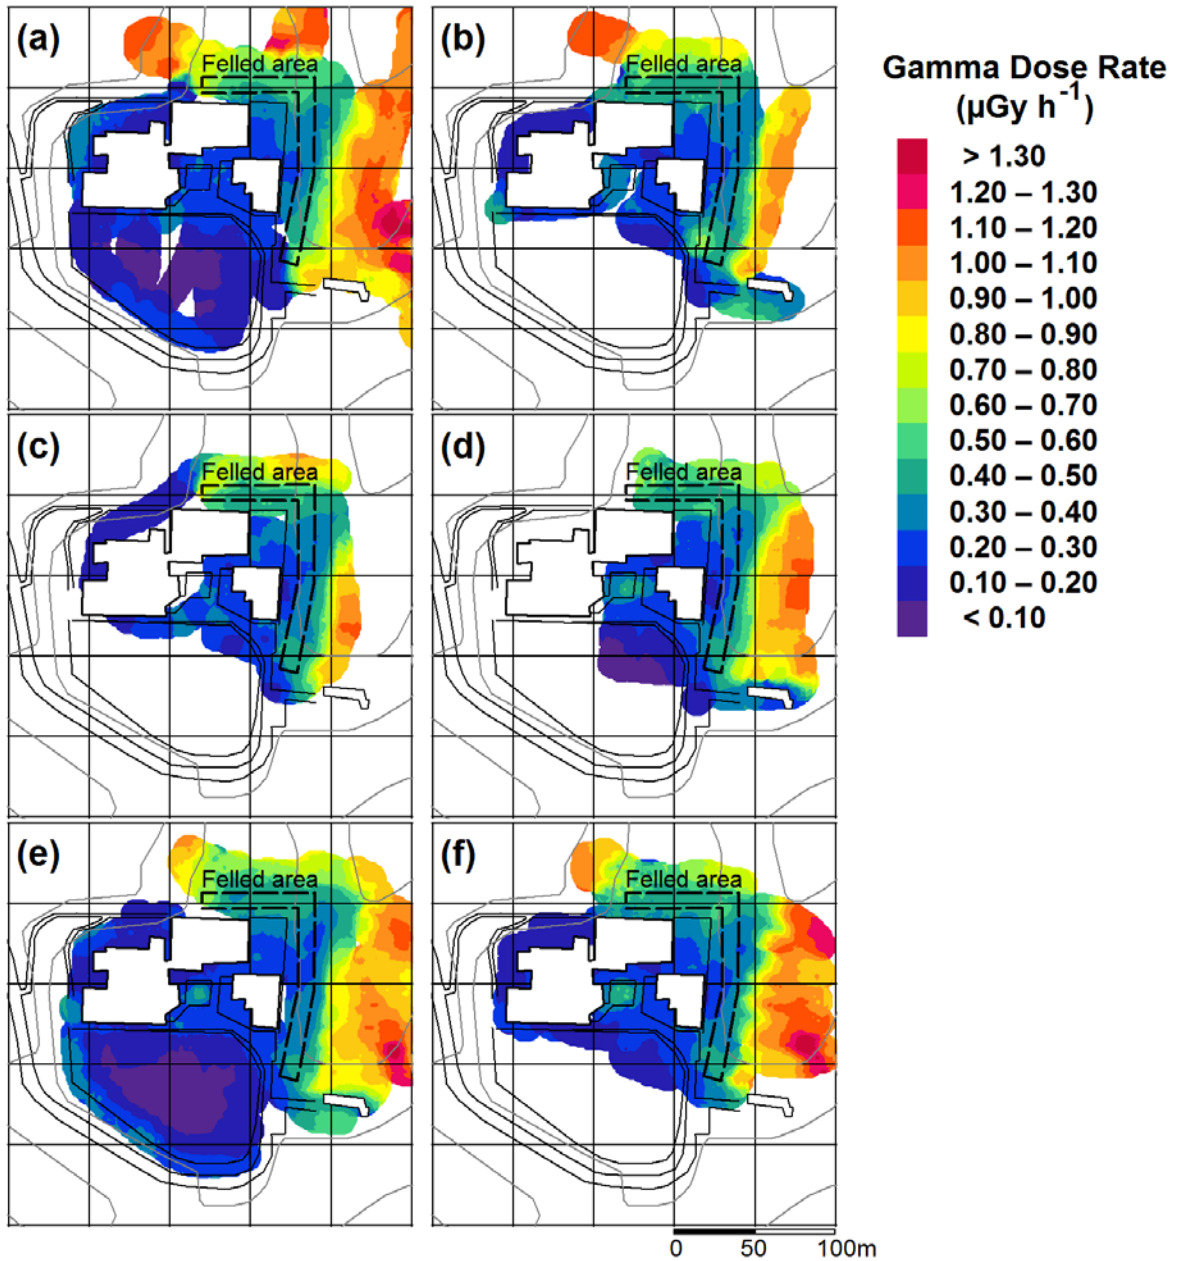 (a)
Felled area
(b)
Felled area
Gamma Dose Rate
(μGy h-1)
> 1.30
1.20 – 1.30
1.10 – 1.20
1.00 – 1.10
0.90 – 1.00
0.80 – 0.90
0.70 – 0.80
0.60 – 0.70
0.50 – 0.60
0.40 – 0.50
0.30 – 0.40
0.20 – 0.30
0.10 – 0.20
< 0.10
(c)
Felled area
(d)
Felled area
(e)
Felled area
(f)
Felled area
0 50 100m